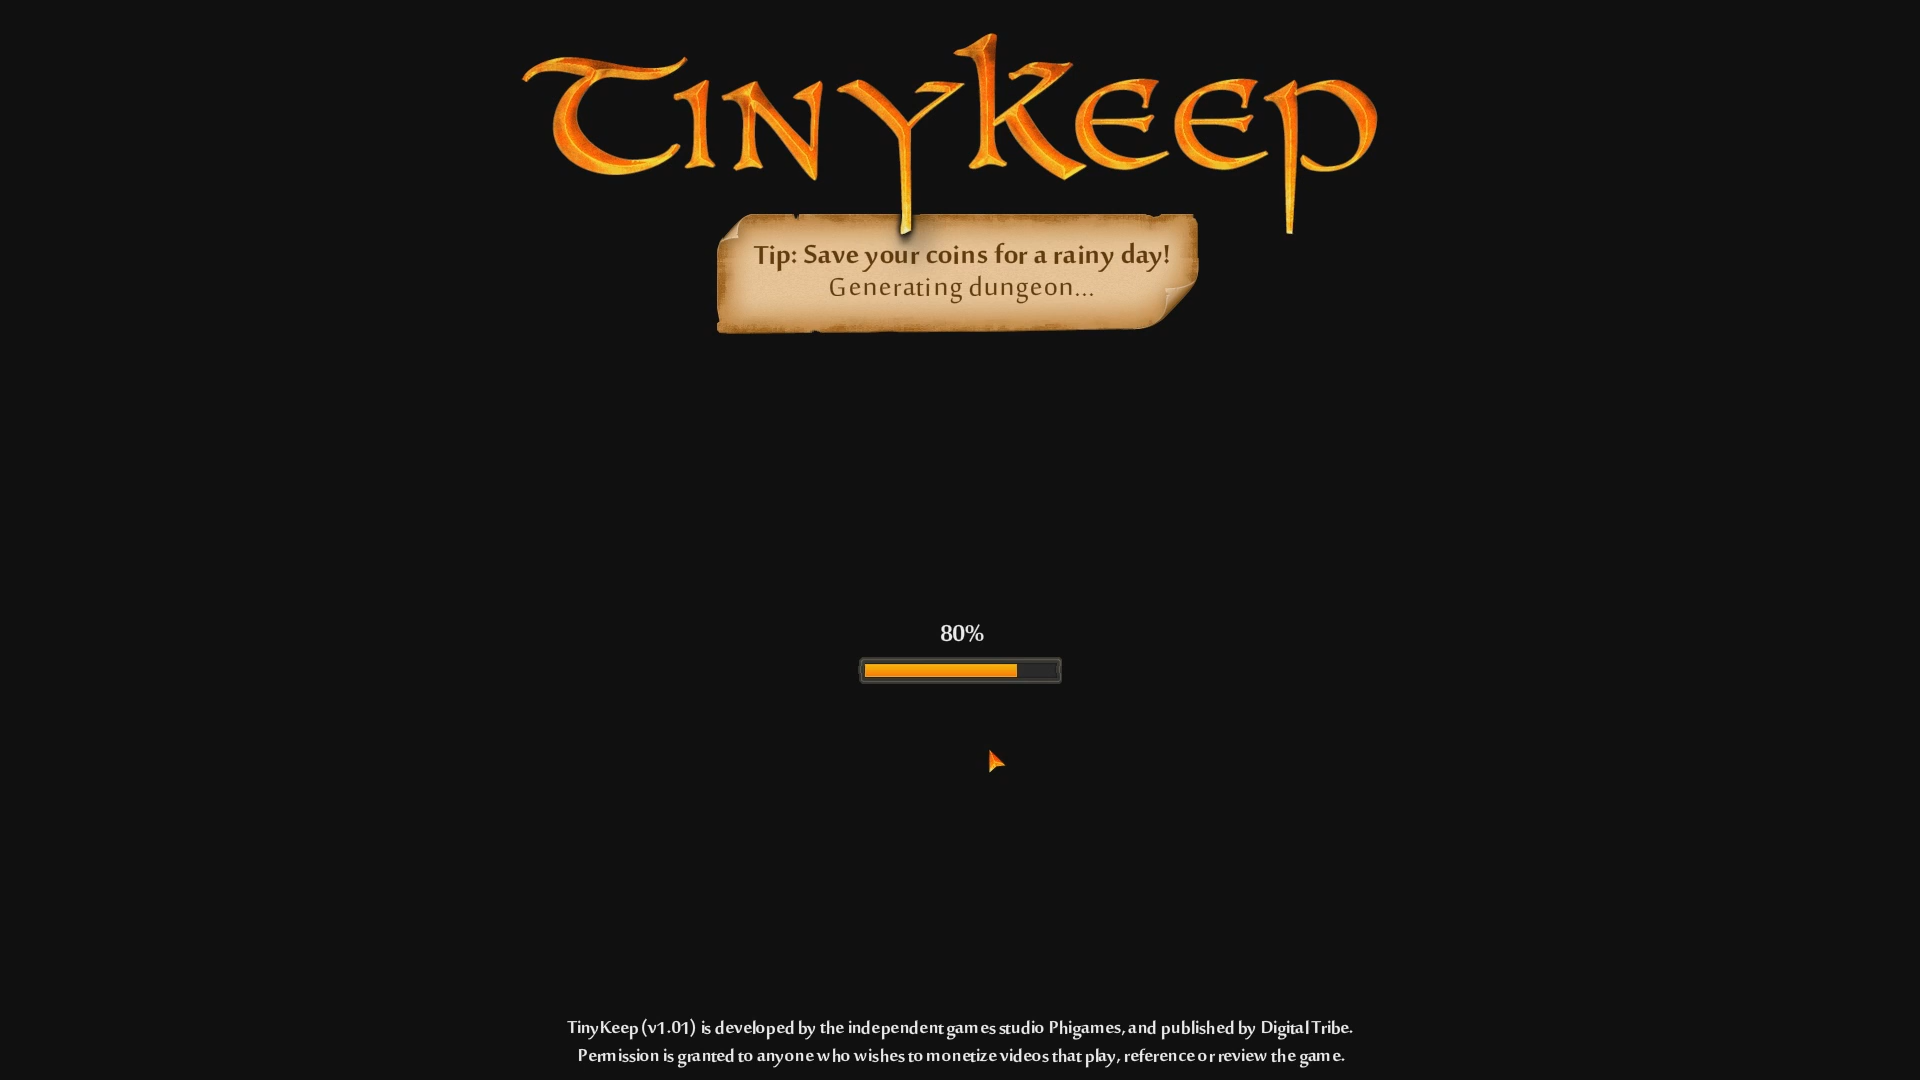 TinyKeep
Tip: Save your coins for a rainy day!
Generating dungeon...
80%
TinyKeep (v1.01) is developed by the independent games studio Phigames, and published by Digital Tribe.
Permission is granted to anyone who wishes to monetize videos that play, reference or review the game.